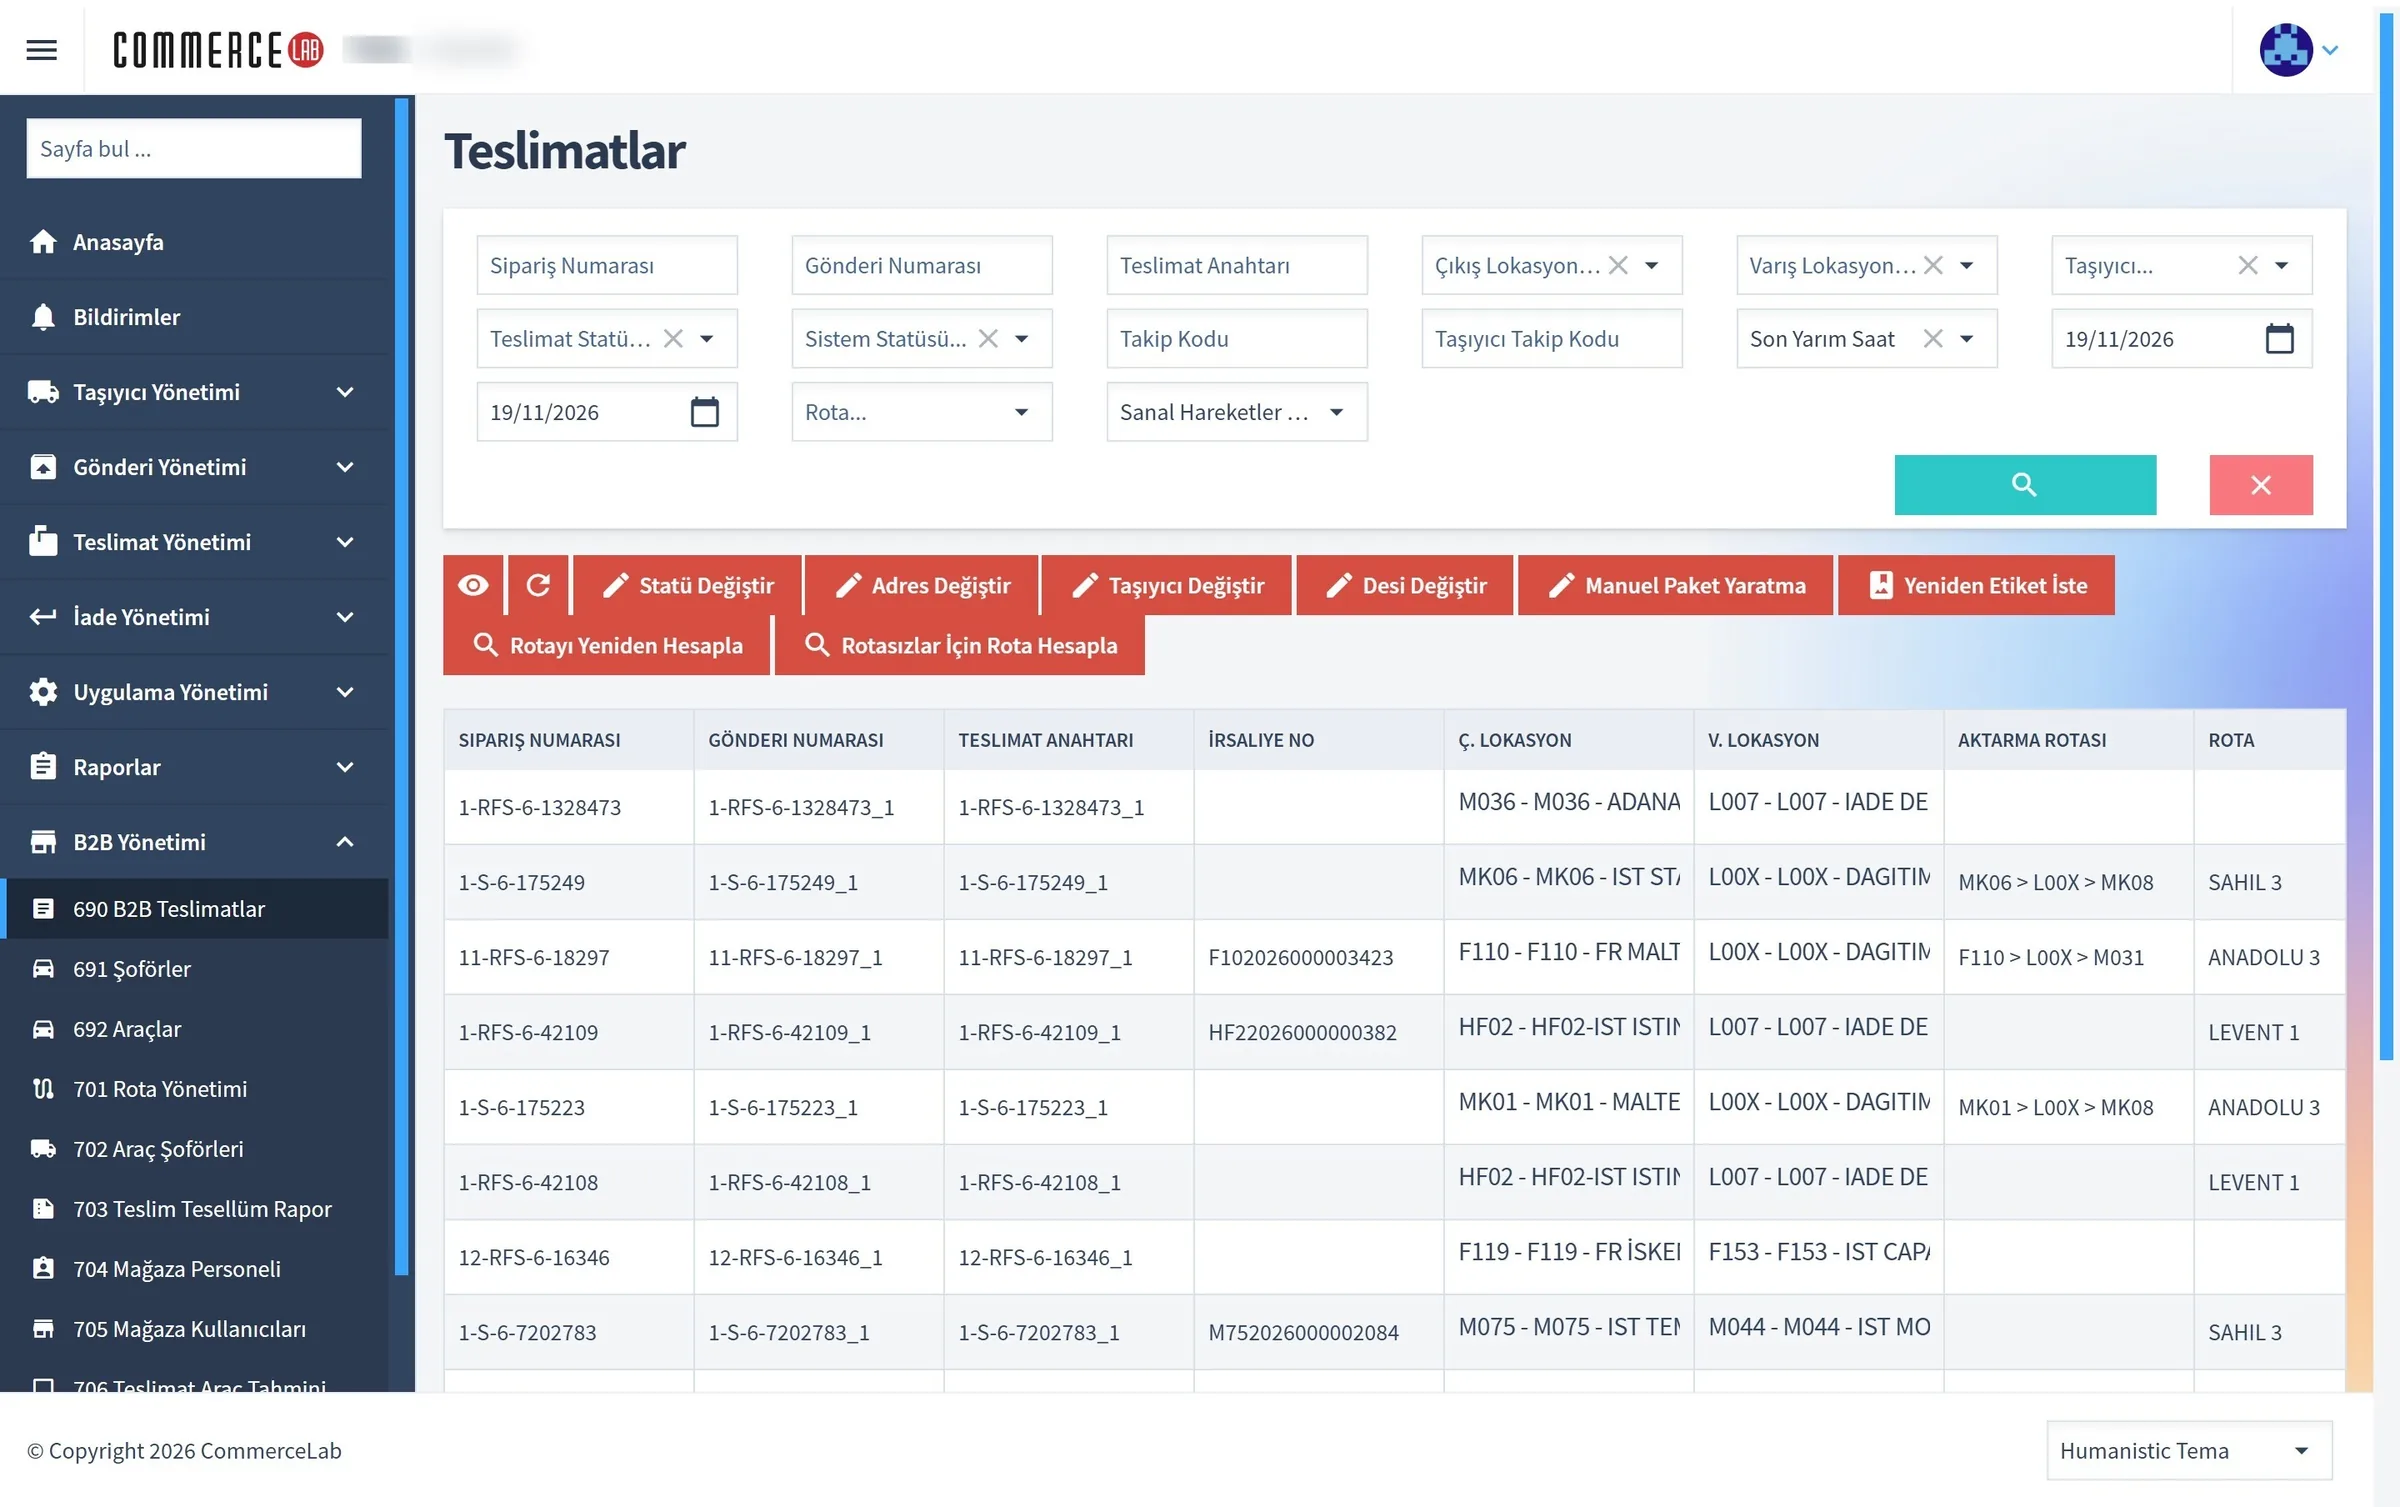 COMMERCE LAB
Sayfa bul ...
Anasayfa
Bildirimler
Taşıyıcı Yönetimi
Gönderi Yönetimi
Teslimat Yönetimi
İade Yönetimi
Uygulama Yönetimi
Raporlar
B2B Yönetimi
690 B2B Teslimatlar
691 Şoförler
692 Araçlar
701 Rota Yönetimi
702 Araç Şoförleri
703 Teslim Tesellüm Rapor
704 Mağaza Personeli
705 Mağaza Kullanıcıları
706 Teslimat Araç Tahmini
Teslimatlar
Sipariş Numarası Gönderi Numarası Teslimat Anahtarı Çıkış Lokasyon... Varış Lokasyon... Taşıyıcı...
Teslimat Statü... Sistem Statüsü... Takip Kodu Taşıyıcı Takip Kodu Son Yarım Saat 19/11/2026
19/11/2026 Rota... Sanal Hareketler ...
Statü Değiştir Adres Değiştir Taşıyıcı Değiştir Desi Değiştir Manuel Paket Yaratma Yeniden Etiket İste
Rotayı Yeniden Hesapla Rotasızlar İçin Rota Hesapla
SIPARIŞ NUMARASI GÖNDERI NUMARASI TESLIMAT ANAHTARI İRSALIYE NO Ç. LOKASYON V. LOKASYON AKTARMA ROTASI ROTA
1-RFS-6-1328473 1-RFS-6-1328473_1 1-RFS-6-1328473_1 M036 - M036 - ADANA L007 - L007 - IADE DE
1-S-6-175249 1-S-6-175249_1 1-S-6-175249_1 MK06 - MK06 - IST STA L00X - L00X - DAGITIM MK06 > L00X > MK08 SAHIL 3
11-RFS-6-18297 11-RFS-6-18297_1 11-RFS-6-18297_1 F102026000003423 F110 - F110 - FR MALT L00X - L00X - DAGITIM F110 > L00X > M031 ANADOLU 3
1-RFS-6-42109 1-RFS-6-42109_1 1-RFS-6-42109_1 HF22026000000382 HF02 - HF02-IST ISTIN L007 - L007 - IADE DE LEVENT 1
1-S-6-175223 1-S-6-175223_1 1-S-6-175223_1 MK01 - MK01 - MALTE L00X - L00X - DAGITIM MK01 > L00X > MK08 ANADOLU 3
1-RFS-6-42108 1-RFS-6-42108_1 1-RFS-6-42108_1 HF02 - HF02-IST ISTIN L007 - L007 - IADE DE LEVENT 1
12-RFS-6-16346 12-RFS-6-16346_1 12-RFS-6-16346_1 F119 - F119 - FR İSKE F153 - F153 - IST CAPA
1-S-6-7202783 1-S-6-7202783_1 1-S-6-7202783_1 M752026000002084 M075 - M075 - IST TEM M044 - M044 - IST MO SAHIL 3
© Copyright 2026 CommerceLab
Humanistic Tema